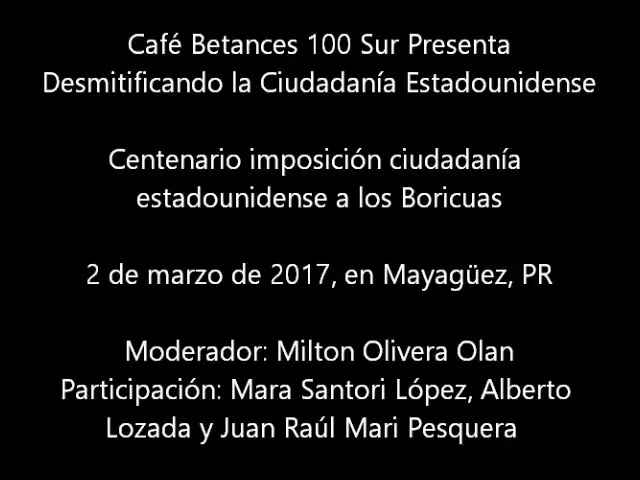 Café Betances 100 Sur Presenta
Desmitificando la Ciudadanía Estadounidense
Centenario imposición ciudadanía
estadounidense a los Boricuas
2 de marzo de 2017, en Mayagüez, PR
Moderador: Milton Olivera Olan
Participación: Mara Santori López, Alberto
Lozada y Juan Raúl Mari Pesquera